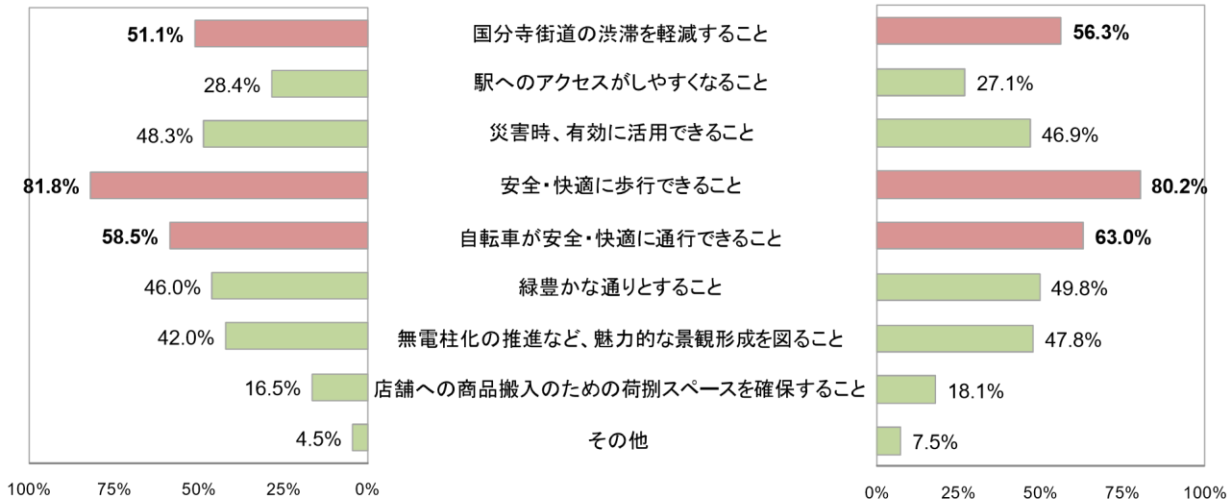 51.1% 国分寺街道の渋滞を軽減すること 56.3%
28.4% 駅へのアクセスがしやすくなること 27.1%
48.3% 災害時、有効に活用できること 46.9%
81.8% 安全・快適に歩行できること 80.2%
58.5% 自転車が安全・快適に通行できること 63.0%
46.0% 緑豊かな通りとすること 49.8%
42.0% 無電柱化の推進など、魅力的な景観形成を図ること 47.8%
16.5% 店舗への商品搬入のための荷捌スペースを確保すること 18.1%
4.5% その他 7.5%
100% 75% 50% 25% 0% 0% 25% 50% 75% 100%